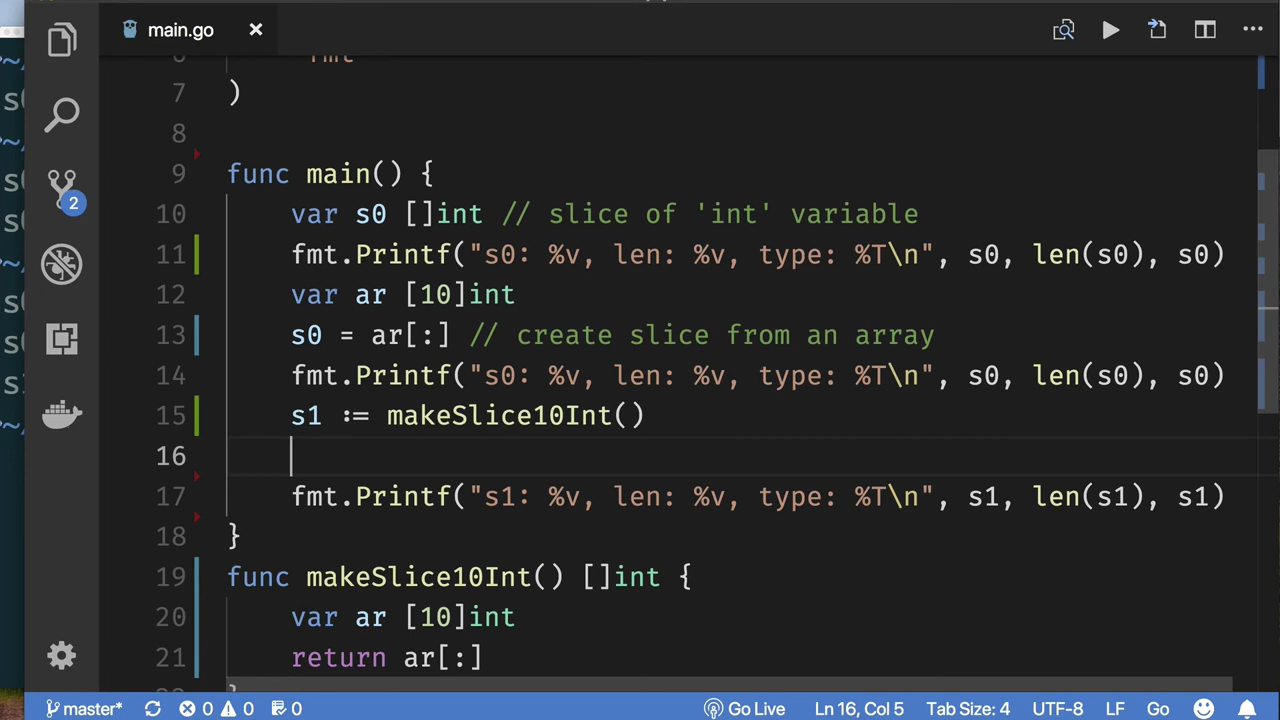 main.go
6 fmt
7 )
8
9 func main() {
10 var s0 []int // slice of 'int' variable
11 fmt.Printf("s0: %v, len: %v, type: %T\n", s0, len(s0), s0)
12 var ar [10]int
13 s0 = ar[:] // create slice from an array
14 fmt.Printf("s0: %v, len: %v, type: %T\n", s0, len(s0), s0)
15 s1 := makeSlice10Int()
16
17 fmt.Printf("s1: %v, len: %v, type: %T\n", s1, len(s1), s1)
18 }
19 func makeSlice10Int() []int {
20 var ar [10]int
21 return ar[:]
2
master* 0 0 0 Go Live Ln 16, Col 5 Tab Size: 4 UTF-8 LF Go